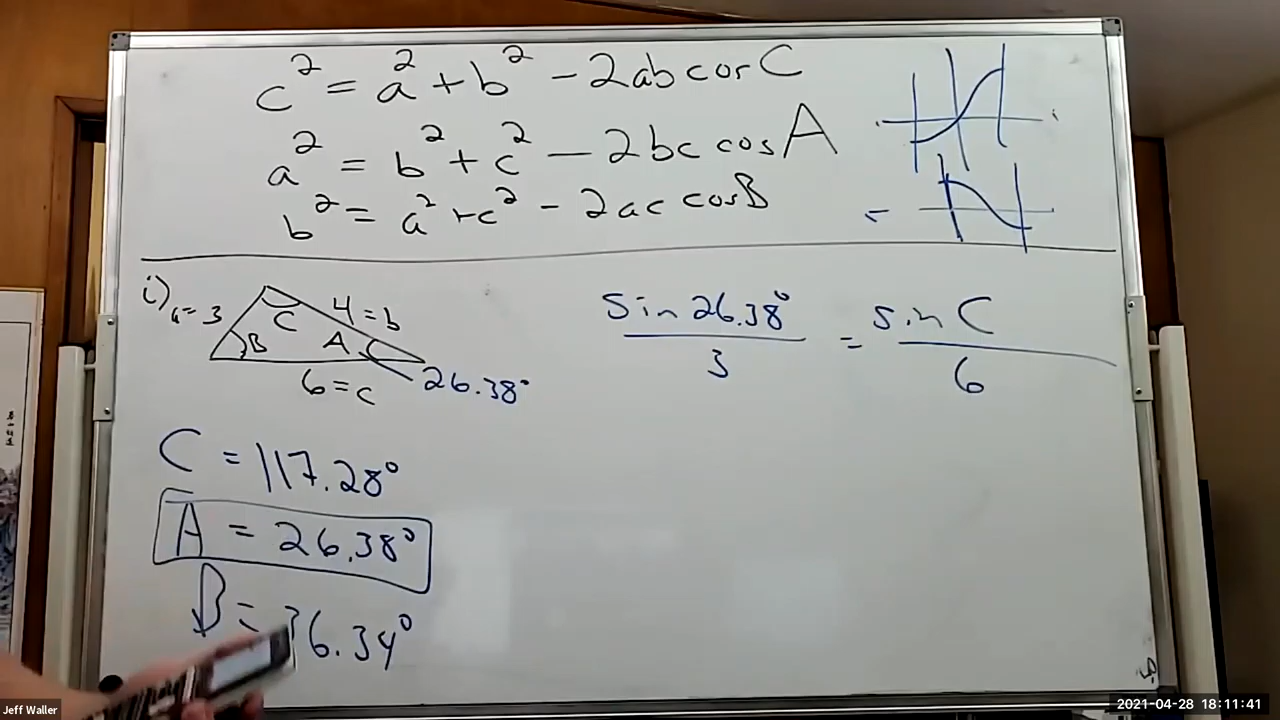 c² = a² + b² - 2ab cos C
a² = b² + c² - 2bc cos A
b² = a² + c² - 2ac cos B
=
i) a = 3
4 = b
C
B
A
6 = c
26.38°
sin 26.38° / 3 = sin C / 6
C = 117.28°
A = 26.38°
B = 36.34°
Jeff Waller
2021-04-28 18:11:41